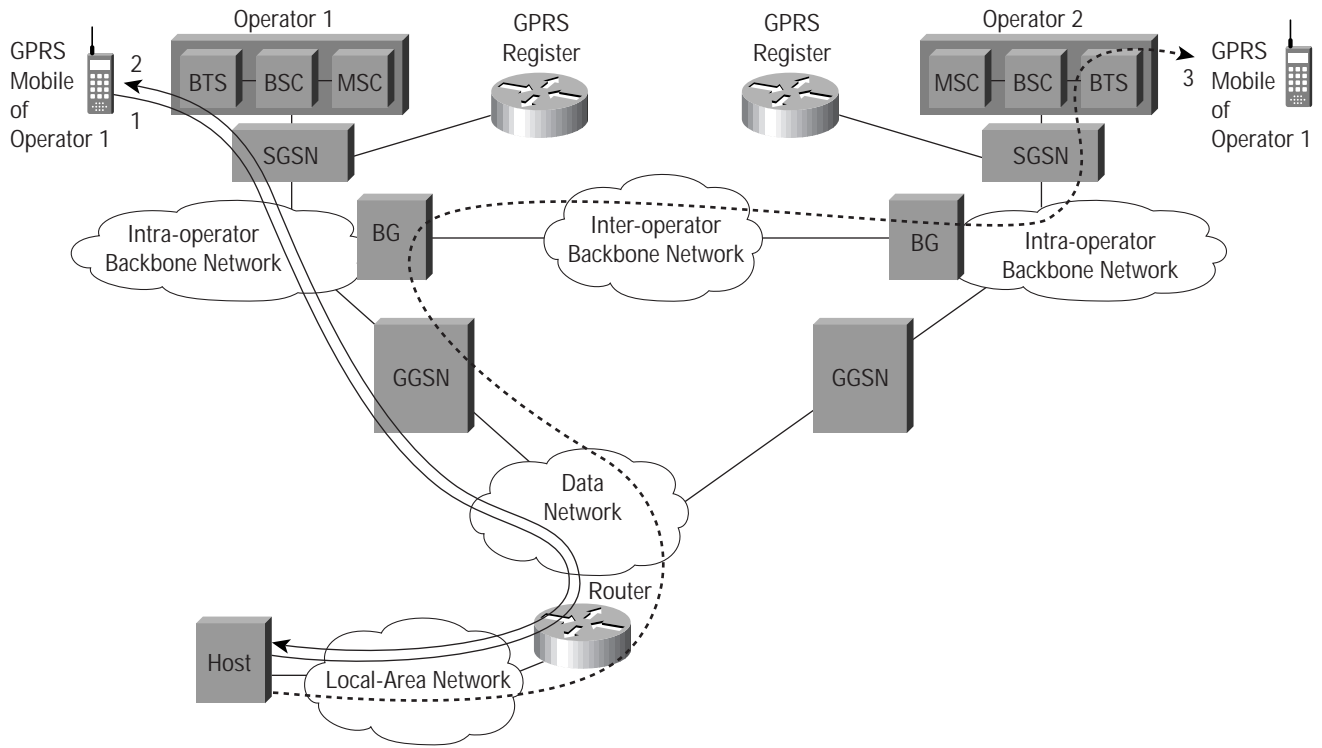 Operator 1
GPRS
Register
GPRS
Register
Operator 2
GPRS
Mobile
of
Operator 1
2
1
BTS
BSC
MSC
MSC
BSC
BTS
3
GPRS
Mobile
of
Operator 1
SGSN
SGSN
Intra-operator
Backbone Network
BG
Inter-operator
Backbone Network
BG
Intra-operator
Backbone Network
GGSN
GGSN
Data
Network
Router
Host
Local-Area Network